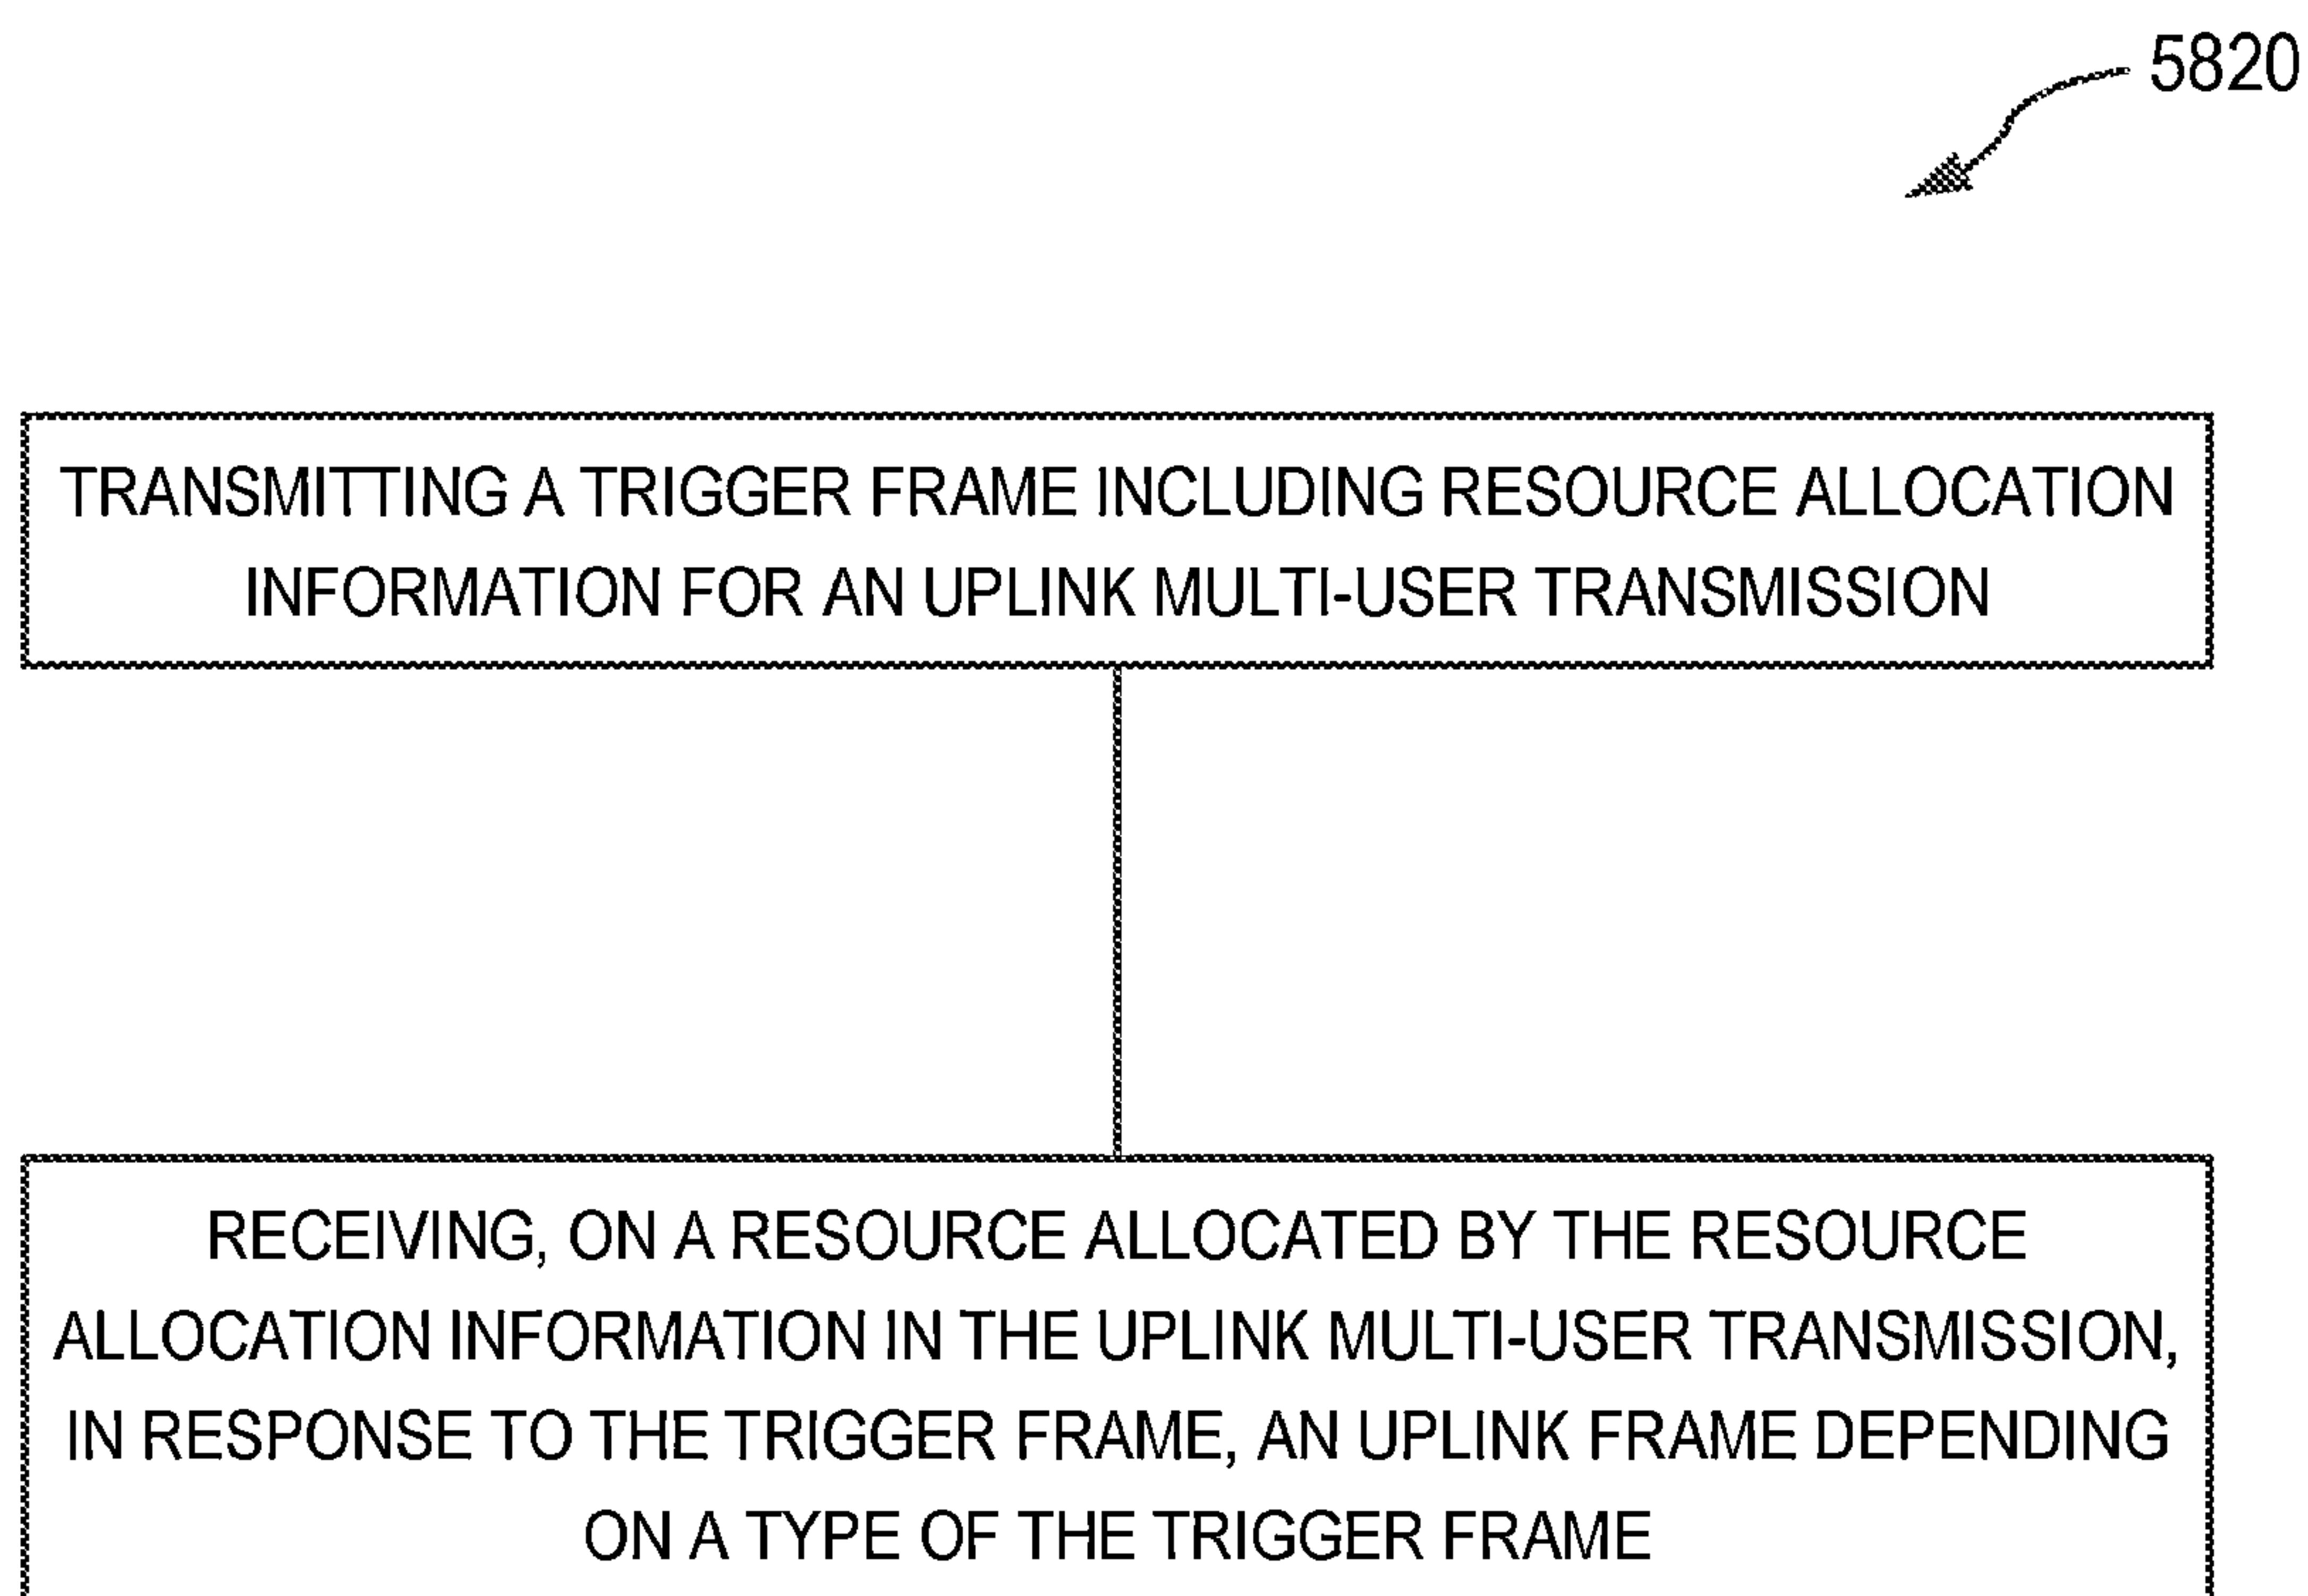 5820
TRANSMITTING A TRIGGER FRAME INCLUDING RESOURCE ALLOCATION
INFORMATION FOR AN UPLINK MULTI-USER TRANSMISSION
RECEIVING, ON A RESOURCE ALLOCATED BY THE RESOURCE
ALLOCATION INFORMATION IN THE UPLINK MULTI-USER TRANSMISSION,
IN RESPONSE TO THE TRIGGER FRAME, AN UPLINK FRAME DEPENDING
ON A TYPE OF THE TRIGGER FRAME